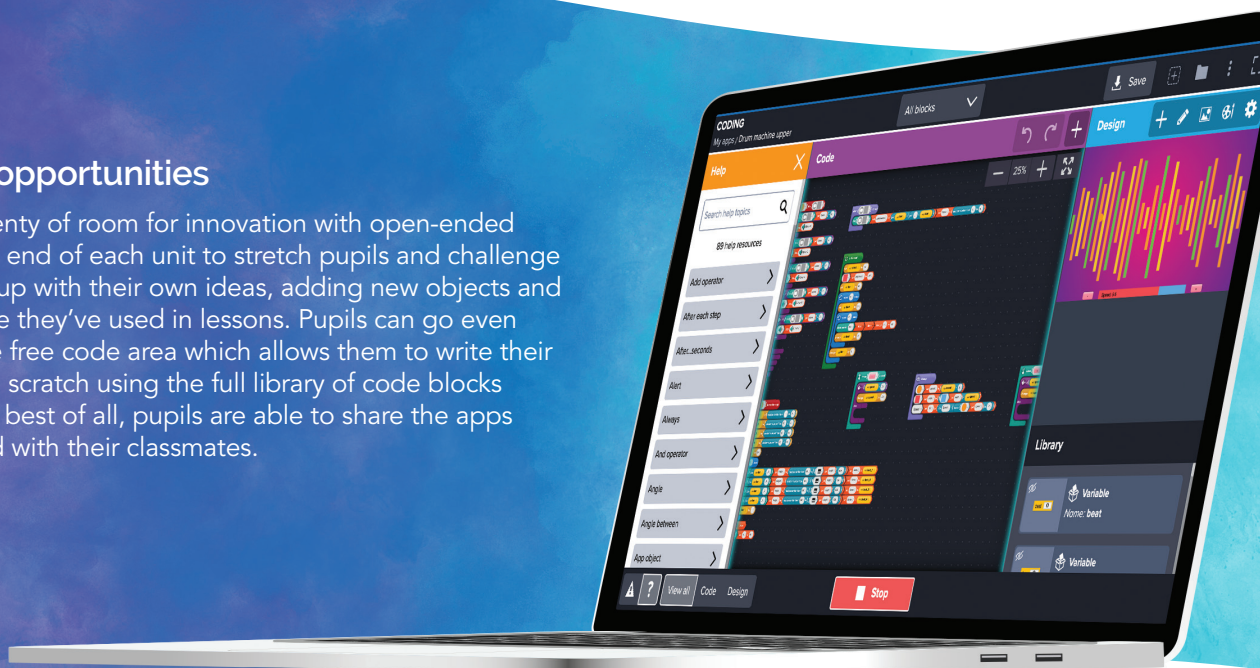 opportunities
enty of room for innovation with open-ended
end of each unit to stretch pupils and challenge
up with their own ideas, adding new objects and
e they've used in lessons. Pupils can go even
e free code area which allows them to write their
scratch using the full library of code blocks
best of all, pupils are able to share the apps
d with their classmates.
CODING
My apps / Drum machine upper
All blocks
Save
Help
Code
Design
25%
Search help topics
89 help resources
Add operator
After each step
After...seconds
Alert
Always
And operator
Angle
Angle between
App object
Library
Variable
Name: beat
Variable
View all
Code
Design
Stop